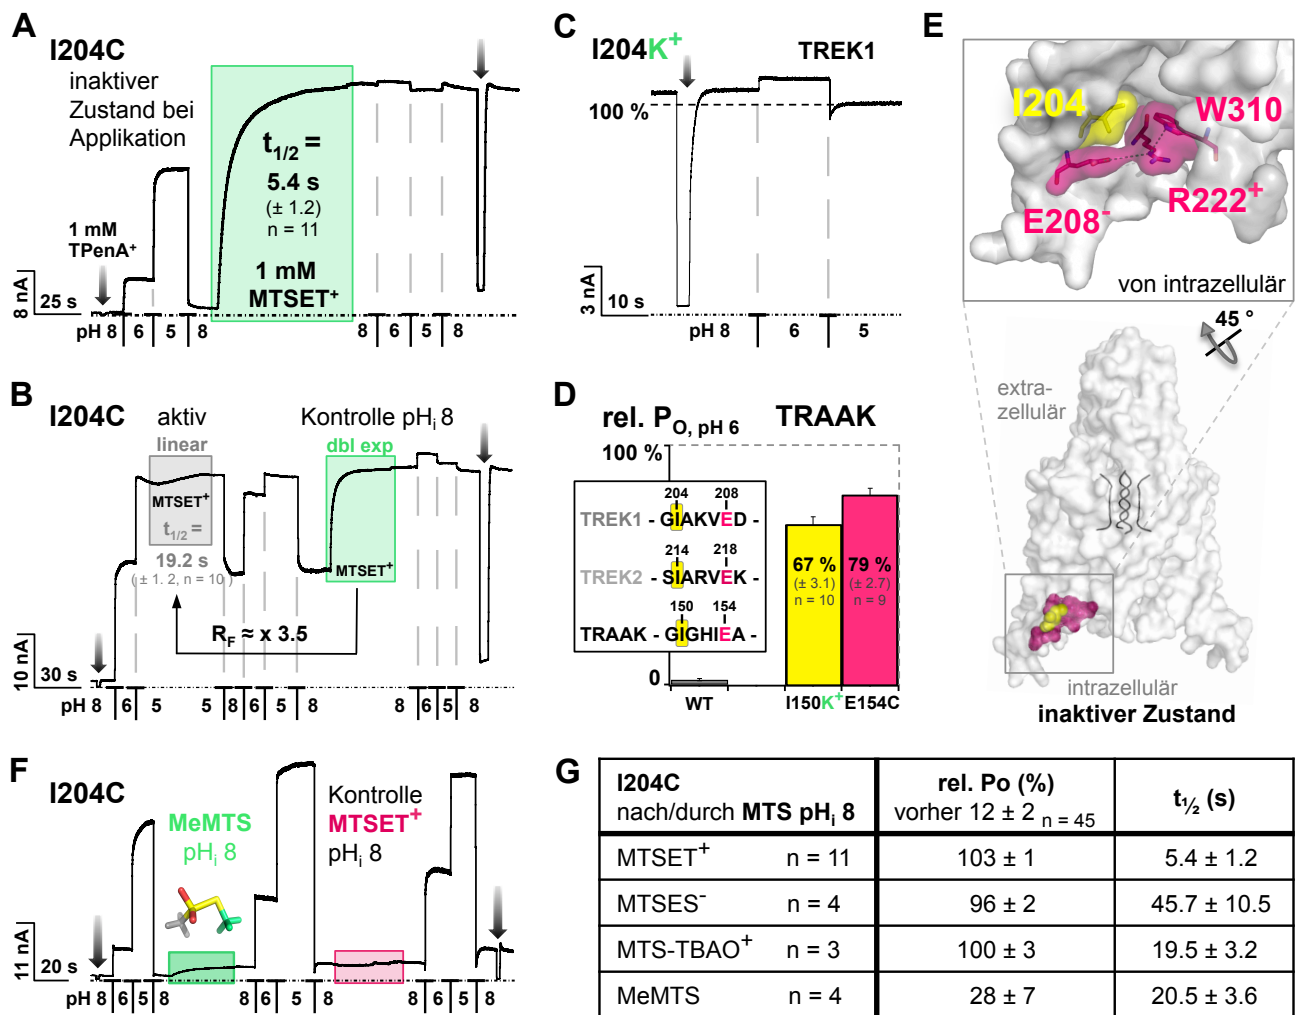 A
I204C
inaktiver
Zustand bei
Applikation
1 mM
TPenA+
t1/2 =
5.4 s
(± 1.2)
n = 11
1 mM
MTSET+
8 nA
25 s
pH 8 6 5 8 8 6 5 8
B
I204C
aktiv
linear
MTSET+
t1/2 =
19.2 s
(± 1. 2, n = 10 )
Kontrolle pHi 8
dbl exp
MTSET+
RF ≈ x 3.5
10 nA
30 s
pH 8 6 5 5 8 6 5 8 8 6 5 8
C
I204K+
TREK1
100 %
3 nA
10 s
pH 8 6 5
D
rel. PO, pH 6
TRAAK
100 %
204 208
TREK1 - GIAKVED -
214 218
TREK2 - SIARVEK -
150 154
TRAAK - GIGHIEA -
67 %
(± 3.1)
n = 10
79 %
(± 2.7)
n = 9
0
WT
I150K+
E154C
E
I204
W310
E208-
R222+
von intrazellulär
45 °
extra-
zellulär
intrazellulär
inaktiver Zustand
F
I204C
MeMTS
pHi 8
Kontrolle
MTSET+
pHi 8
11 nA
20 s
pH 8 6 5 8 6 5 8 6 5 8
G
I204C
nach/durch MTS pHi 8
rel. Po (%)
vorher 12 ± 2 n = 45
t½ (s)
MTSET+ n = 11 103 ± 1 5.4 ± 1.2
MTSES- n = 4 96 ± 2 45.7 ± 10.5
MTS-TBAO+ n = 3 100 ± 3 19.5 ± 3.2
MeMTS n = 4 28 ± 7 20.5 ± 3.6